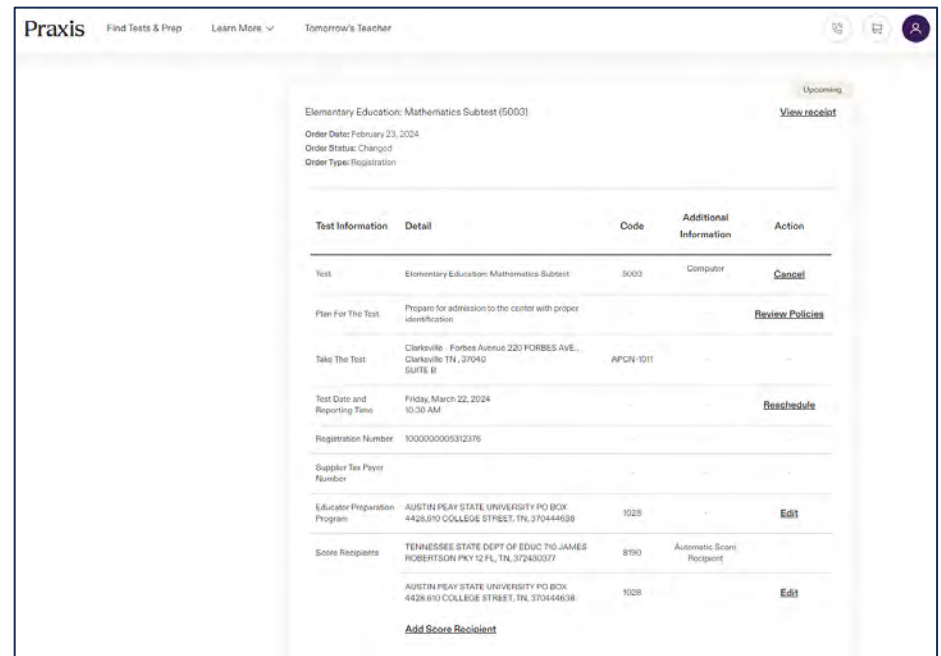 Praxis Find Tests & Prep Learn More Tomorrow's Teacher
Upcoming
Elementary Education: Mathematics Subtest (5003) View receipt
Order Date: February 23, 2024
Order Status: Changed
Order Type: Registration
Test Information Detail Code Additional Information Action
Test Elementary Education: Mathematics Subtest 5003 Computer Cancel
Plan For The Test Prepare for admission to the center with proper
identification - - Review Policies
Take The Test Clarksville - Forbes Avenue 220 FORBES AVE.,
Clarksville TN , 37040
SUITE B APCN-1011 - -
Test Date and
Reporting Time Friday, March 22, 2024
10:30 AM - - Reschedule
Registration Number 1000000005312376 - - -
Supplier Tax Payer
Number - - -
Educator Preparation
Program AUSTIN PEAY STATE UNIVERSITY PO BOX
4428,610 COLLEGE STREET, TN, 370444638 1028 - Edit
Score Recipients TENNESSEE STATE DEPT OF EDUC 710 JAMES
ROBERTSON PKY 12 FL, TN, 372430377 8190 Automatic Score
Recipient
AUSTIN PEAY STATE UNIVERSITY PO BOX
4428,610 COLLEGE STREET, TN, 370444638 1028 Edit
Add Score Recipient